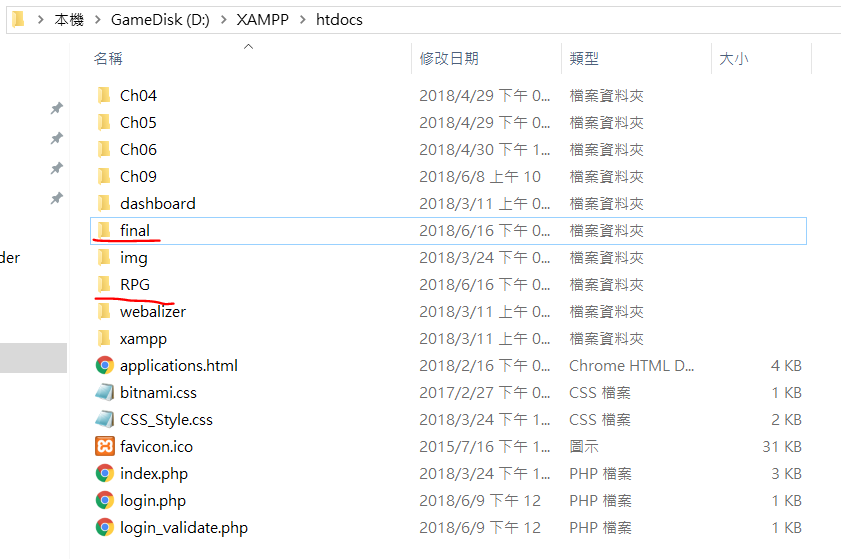 本機 > GameDisk (D:) > XAMPP > htdocs
名稱 修改日期 類型 大小
Ch04 2018/4/29 下午 0... 檔案資料夾
Ch05 2018/4/29 下午 0... 檔案資料夾
Ch06 2018/4/30 下午 1... 檔案資料夾
Ch09 2018/6/8 上午 10 檔案資料夾
dashboard 2018/3/11 上午 0... 檔案資料夾
final 2018/6/16 下午 0... 檔案資料夾
der img 2018/3/24 下午 0... 檔案資料夾
RPG 2018/6/16 下午 0... 檔案資料夾
webalizer 2018/3/11 上午 0... 檔案資料夾
xampp 2018/3/11 上午 0... 檔案資料夾
applications.html 2018/2/16 下午 0... Chrome HTML D... 4 KB
bitnami.css 2017/2/27 下午 0... CSS 檔案 1 KB
CSS_Style.css 2018/3/24 下午 1... CSS 檔案 2 KB
favicon.ico 2015/7/16 下午 1... 圖示 31 KB
index.php 2018/3/24 下午 1... PHP 檔案 3 KB
login.php 2018/6/9 下午 12 PHP 檔案 1 KB
login_validate.php 2018/6/9 下午 12 PHP 檔案 1 KB